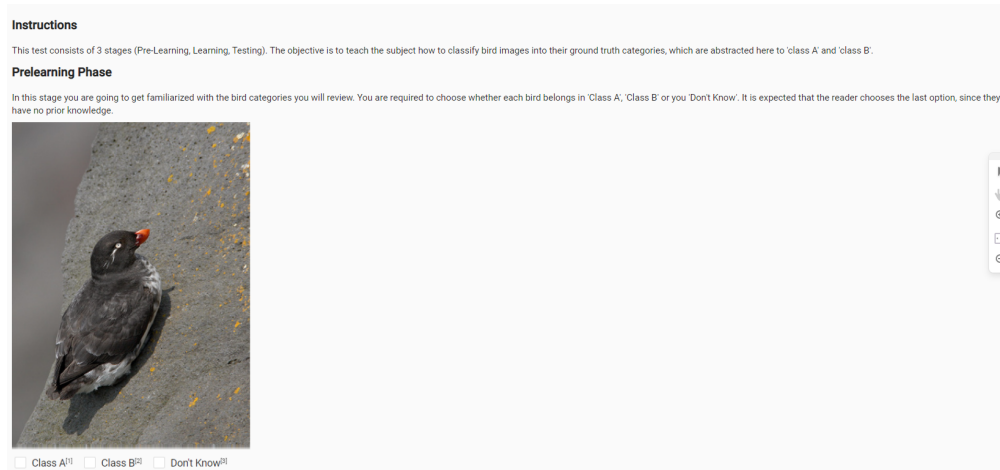 Instructions
This test consists of 3 stages (Pre-Learning, Learning, Testing). The objective is to teach the subject how to classify bird images into their ground truth categories, which are abstracted here to 'class A' and 'class B'.
Prelearning Phase
In this stage you are going to get familiarized with the bird categories you will review. You are required to choose whether each bird belongs in 'Class A', 'Class B' or you 'Don't Know'. It is expected that the reader chooses the last option, since they
have no prior knowledge.
Class A[1] Class B[2] Don't Know[3]